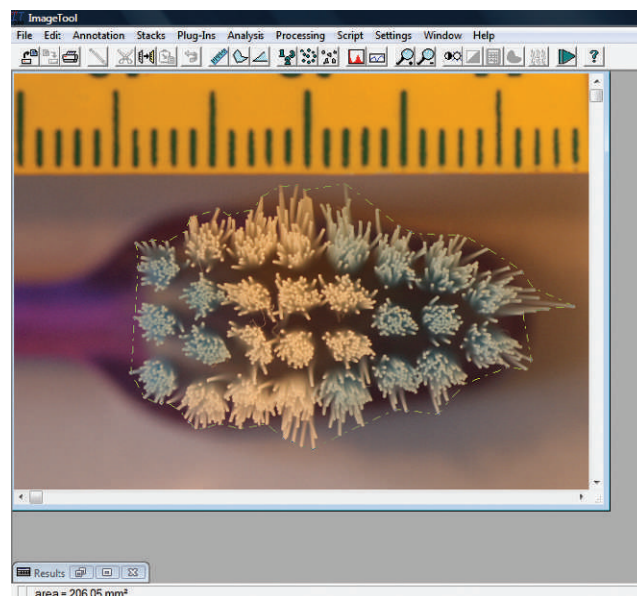 ImageTool
File Edit Annotation Stacks Plug-Ins Analysis Processing Script Settings Window Help
Results
area = 206.05 mm²